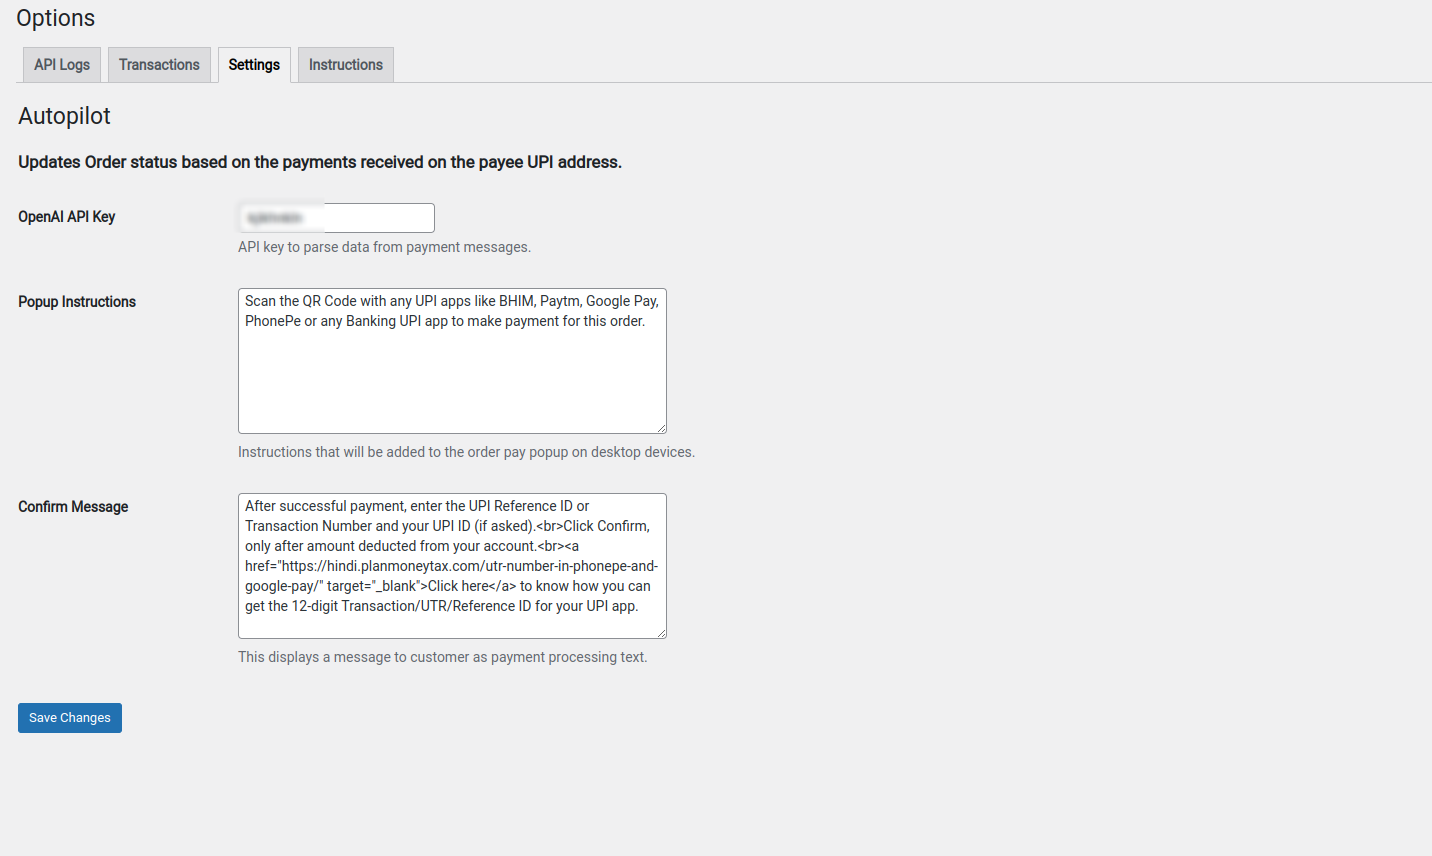 Options
API Logs
Transactions
Settings
Instructions
Autopilot
Updates Order status based on the payments received on the payee UPI address.
OpenAI API Key
API key to parse data from payment messages.
Popup Instructions
Scan the QR Code with any UPI apps like BHIM, Paytm, Google Pay,
PhonePe or any Banking UPI app to make payment for this order.
Instructions that will be added to the order pay popup on desktop devices.
Confirm Message
After successful payment, enter the UPI Reference ID or
Transaction Number and your UPI ID (if asked).<br>Click Confirm,
only after amount deducted from your account.<br><a
href="https://hindi.planmoneytax.com/utr-number-in-phonepe-and-
google-pay/" target="_blank">Click here</a> to know how you can
get the 12-digit Transaction/UTR/Reference ID for your UPI app.
This displays a message to customer as payment processing text.
Save Changes